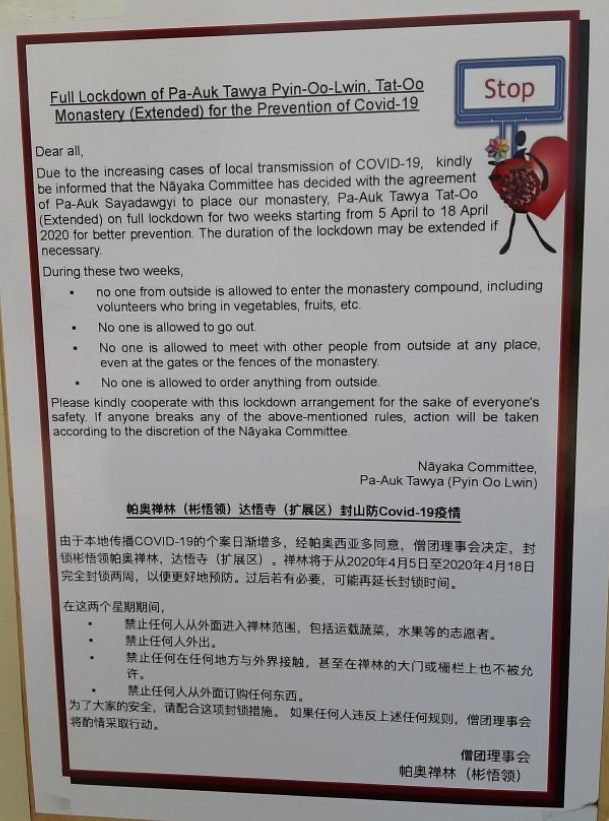 Full Lockdown of Pa-Auk Tawya Pyin-Oo-Lwin, Tat-Oo
Monastery (Extended) for the Prevention of Covid-19
Stop
Dear all,
Due to the increasing cases of local transmission of COVID-19, kindly
be informed that the Nāyaka Committee has decided with the agreement
of Pa-Auk Sayadawgyi to place our monastery, Pa-Auk Tawya Tat-Oo
(Extended) on full lockdown for two weeks starting from 5 April to 18 April
2020 for better prevention. The duration of the lockdown may be extended if
necessary.
During these two weeks,
• no one from outside is allowed to enter the monastery compound, including
volunteers who bring in vegetables, fruits, etc.
• No one is allowed to go out.
• No one is allowed to meet with other people from outside at any place,
even at the gates or the fences of the monastery.
• No one is allowed to order anything from outside.
Please kindly cooperate with this lockdown arrangement for the sake of everyone's
safety. If anyone breaks any of the above-mentioned rules, action will be taken
according to the discretion of the Nāyaka Committee.
Nāyaka Committee,
Pa-Auk Tawya (Pyin Oo Lwin)
帕奥禅林（彬悟领）达悟寺（扩展区）封山防Covid-19疫情
由于本地传播COVID-19的个案日渐增多，经帕奥西亚多同意，僧团理事会决定，封
锁彬悟领帕奥禅林，达悟寺（扩展区）。禅林将于从2020年4月5日至2020年4月18日
完全封锁两周，以便更好地预防。过后若有必要，可能再延长封锁时间。
在这两个星期期间，
• 禁止任何人从外面进入禅林范围，包括运载蔬菜，水果等的志愿者。
• 禁止任何人外出。
• 禁止任何在任何地方与外界接触，甚至在禅林的大门或栅栏上也不被允
许。
• 禁止任何人从外面订购任何东西。
为了大家的安全，请配合这项封锁措施。 如果任何人违反上述任何规则，僧团理事会
将酌情采取行动。
僧团理事会
帕奥禅林（彬悟领）